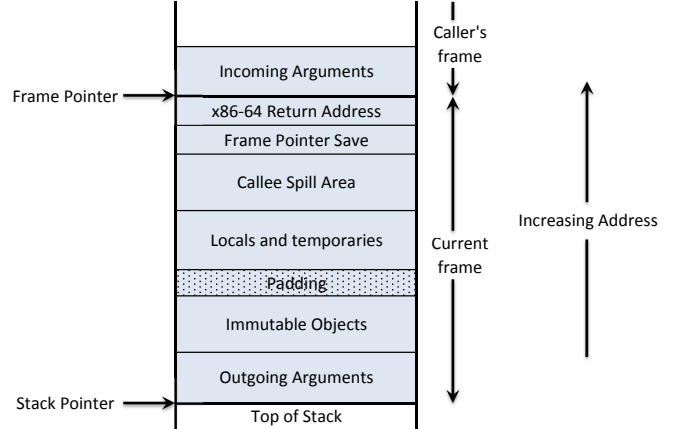 Caller's
frame
Incoming Arguments
Frame Pointer
x86-64 Return Address
Frame Pointer Save
Callee Spill Area
Increasing Address
Locals and temporaries
Current
frame
Padding
Immutable Objects
Outgoing Arguments
Stack Pointer
Top of Stack